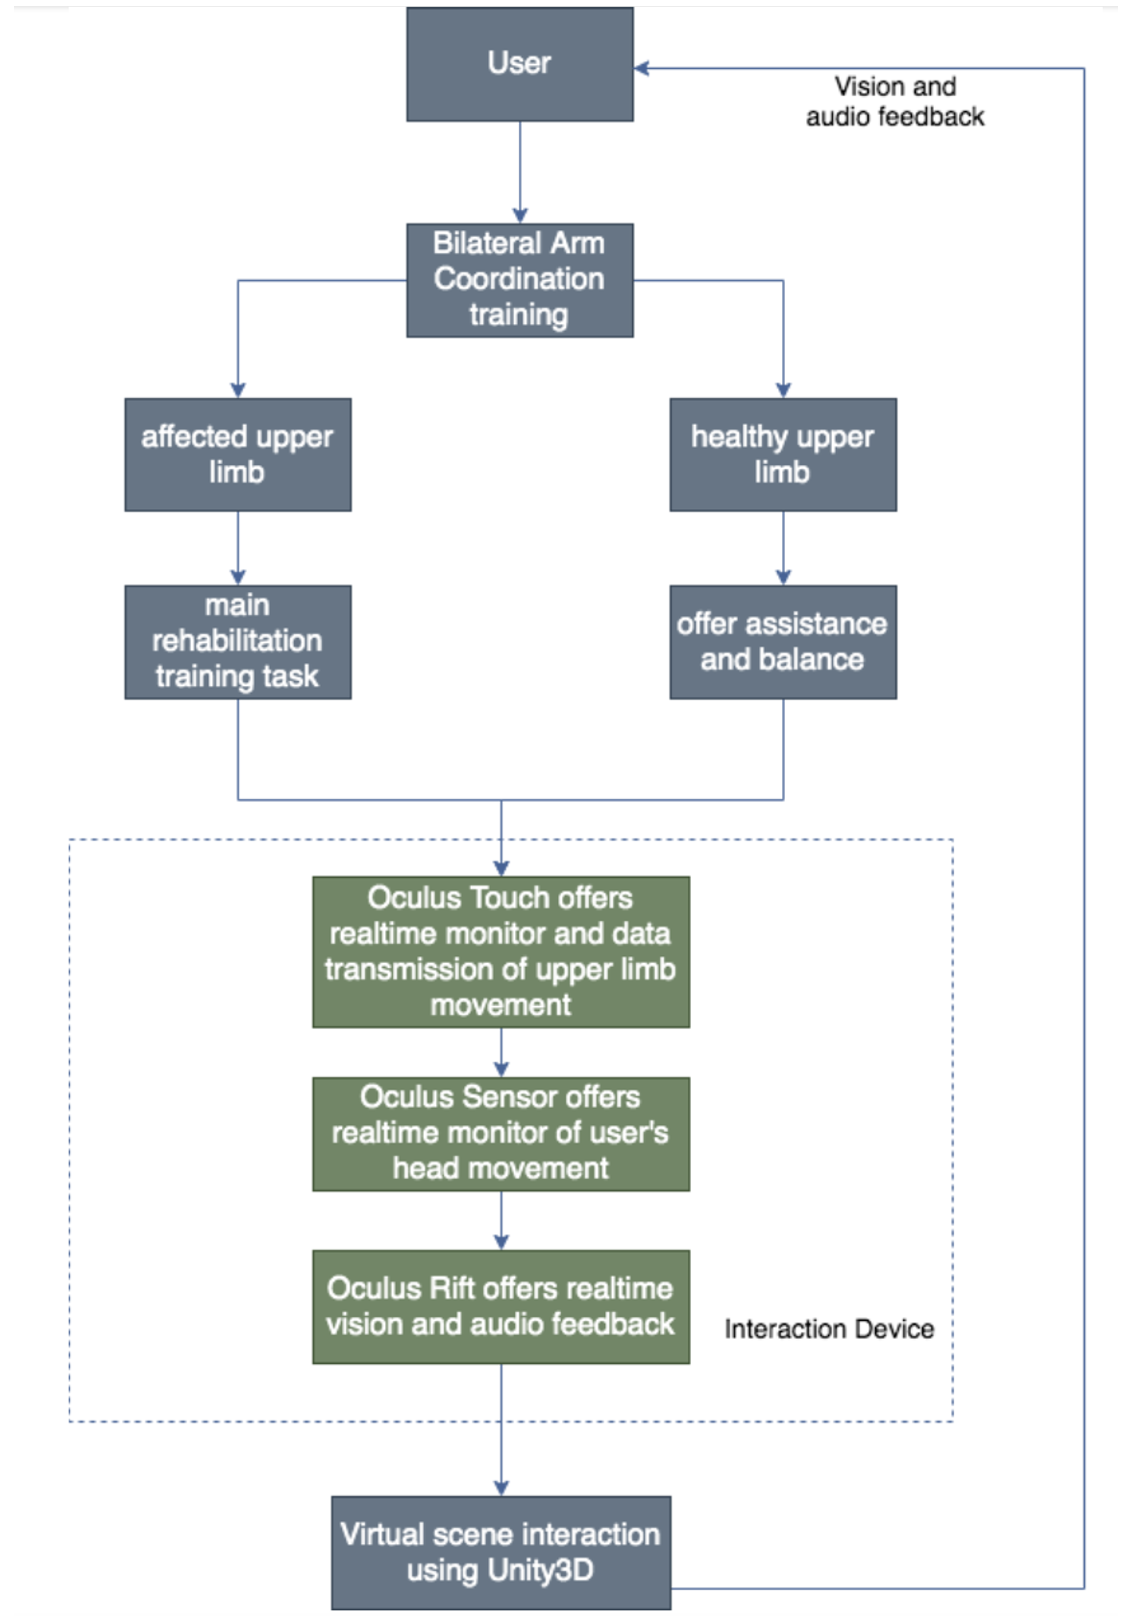 User
Vision and
audio feedback
Bilateral Arm
Coordination
training
affected upper
limb
healthy upper
limb
main
rehabilitation
training task
offer assistance
and balance
Oculus Touch offers
realtime monitor and data
transmission of upper limb
movement
Oculus Sensor offers
realtime monitor of user's
head movement
Oculus Rift offers realtime
vision and audio feedback
Interaction Device
Virtual scene interaction
using Unity3D